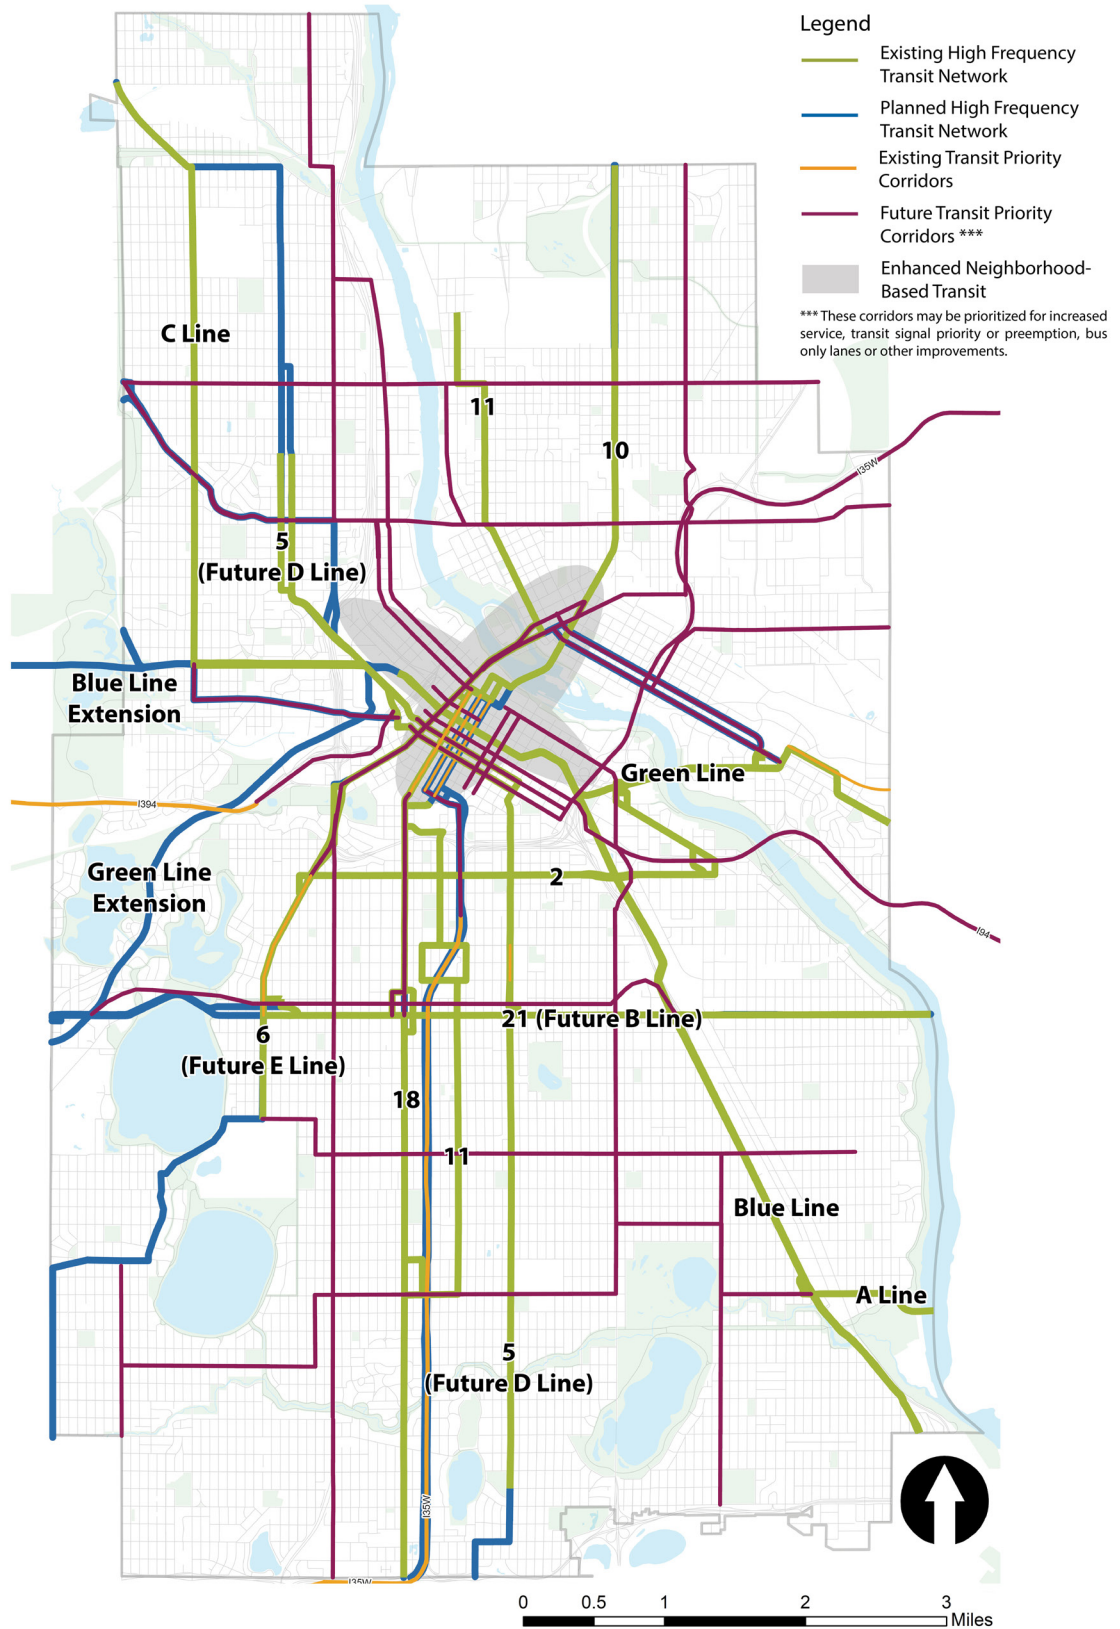 Legend
Existing High Frequency
Transit Network
Planned High Frequency
Transit Network
Existing Transit Priority
Corridors
Future Transit Priority
Corridors ***
Enhanced Neighborhood-
Based Transit
*** These corridors may be prioritized for increased
service, transit signal priority or preemption, bus
only lanes or other improvements.
C Line
11
10
I35W
5
(Future D Line)
Blue Line
Extension
Green Line
I394
Green Line
Extension
2
I94
21 (Future B Line)
6
(Future E Line)
18
11
Blue Line
A Line
5
(Future D Line)
I35W
I35W
0 0.5 1 2 3
Miles